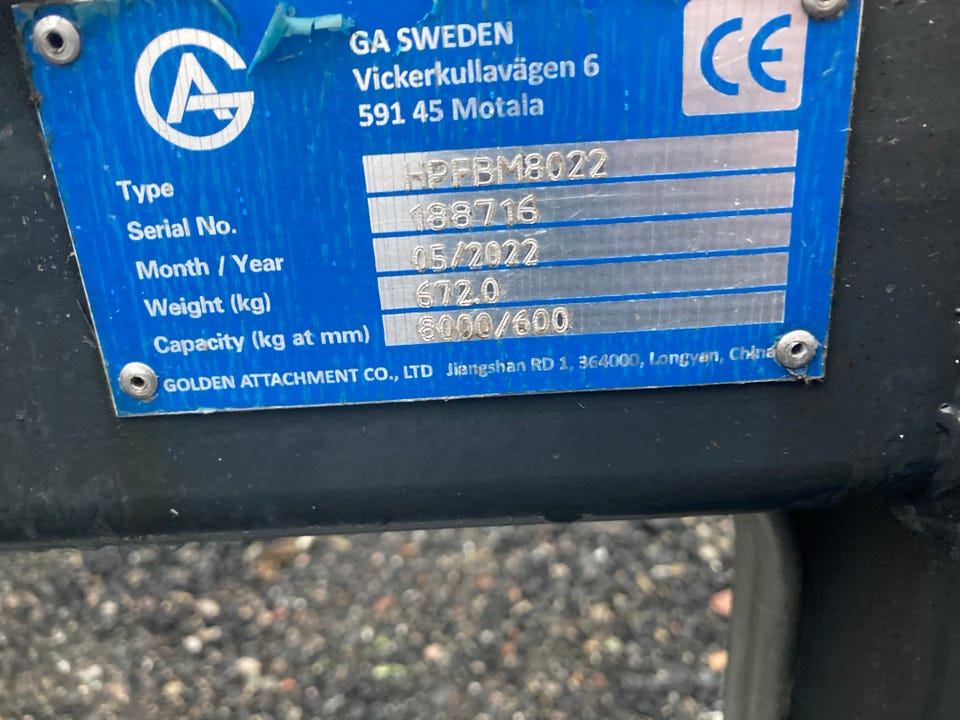 GA
GA SWEDEN
Vickerkullavägen 6
591 45 Motala
CE
Type HPFBM8022
Serial No. 188716
Month / Year 05/2022
Weight (kg) 672.0
Capacity (kg at mm) 8000/600
GOLDEN ATTACHMENT CO., LTD Jiangshan RD 1, 364000, Longyan, China